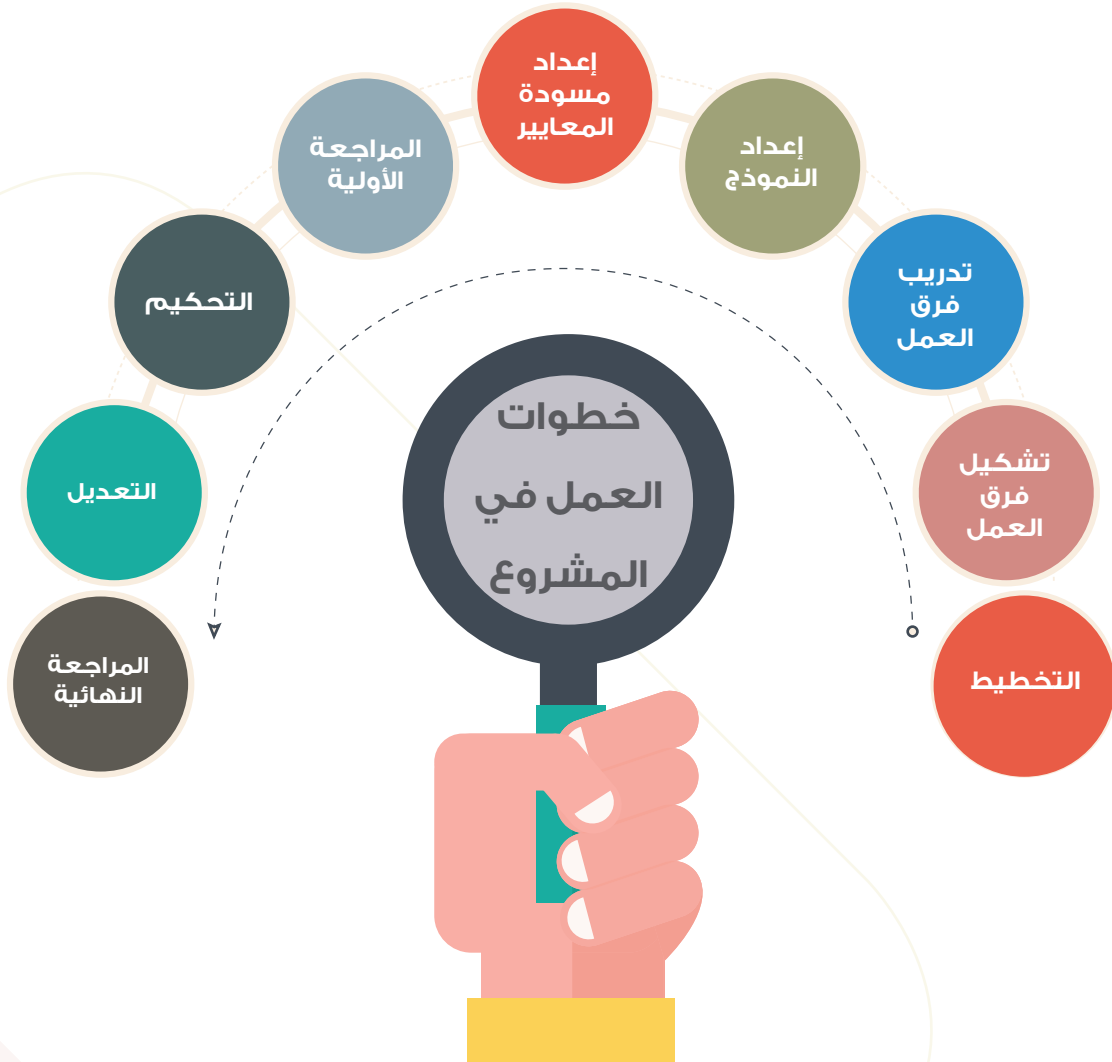 خطوات
العمل في
المشروع
التخطيط
تشكيل
فرق
العمل
تدريب
فرق
العمل
إعداد
النموذج
إعداد
مسودة
المعايير
المراجعة
الأولية
التحكيم
التعديل
المراجعة
النهائية